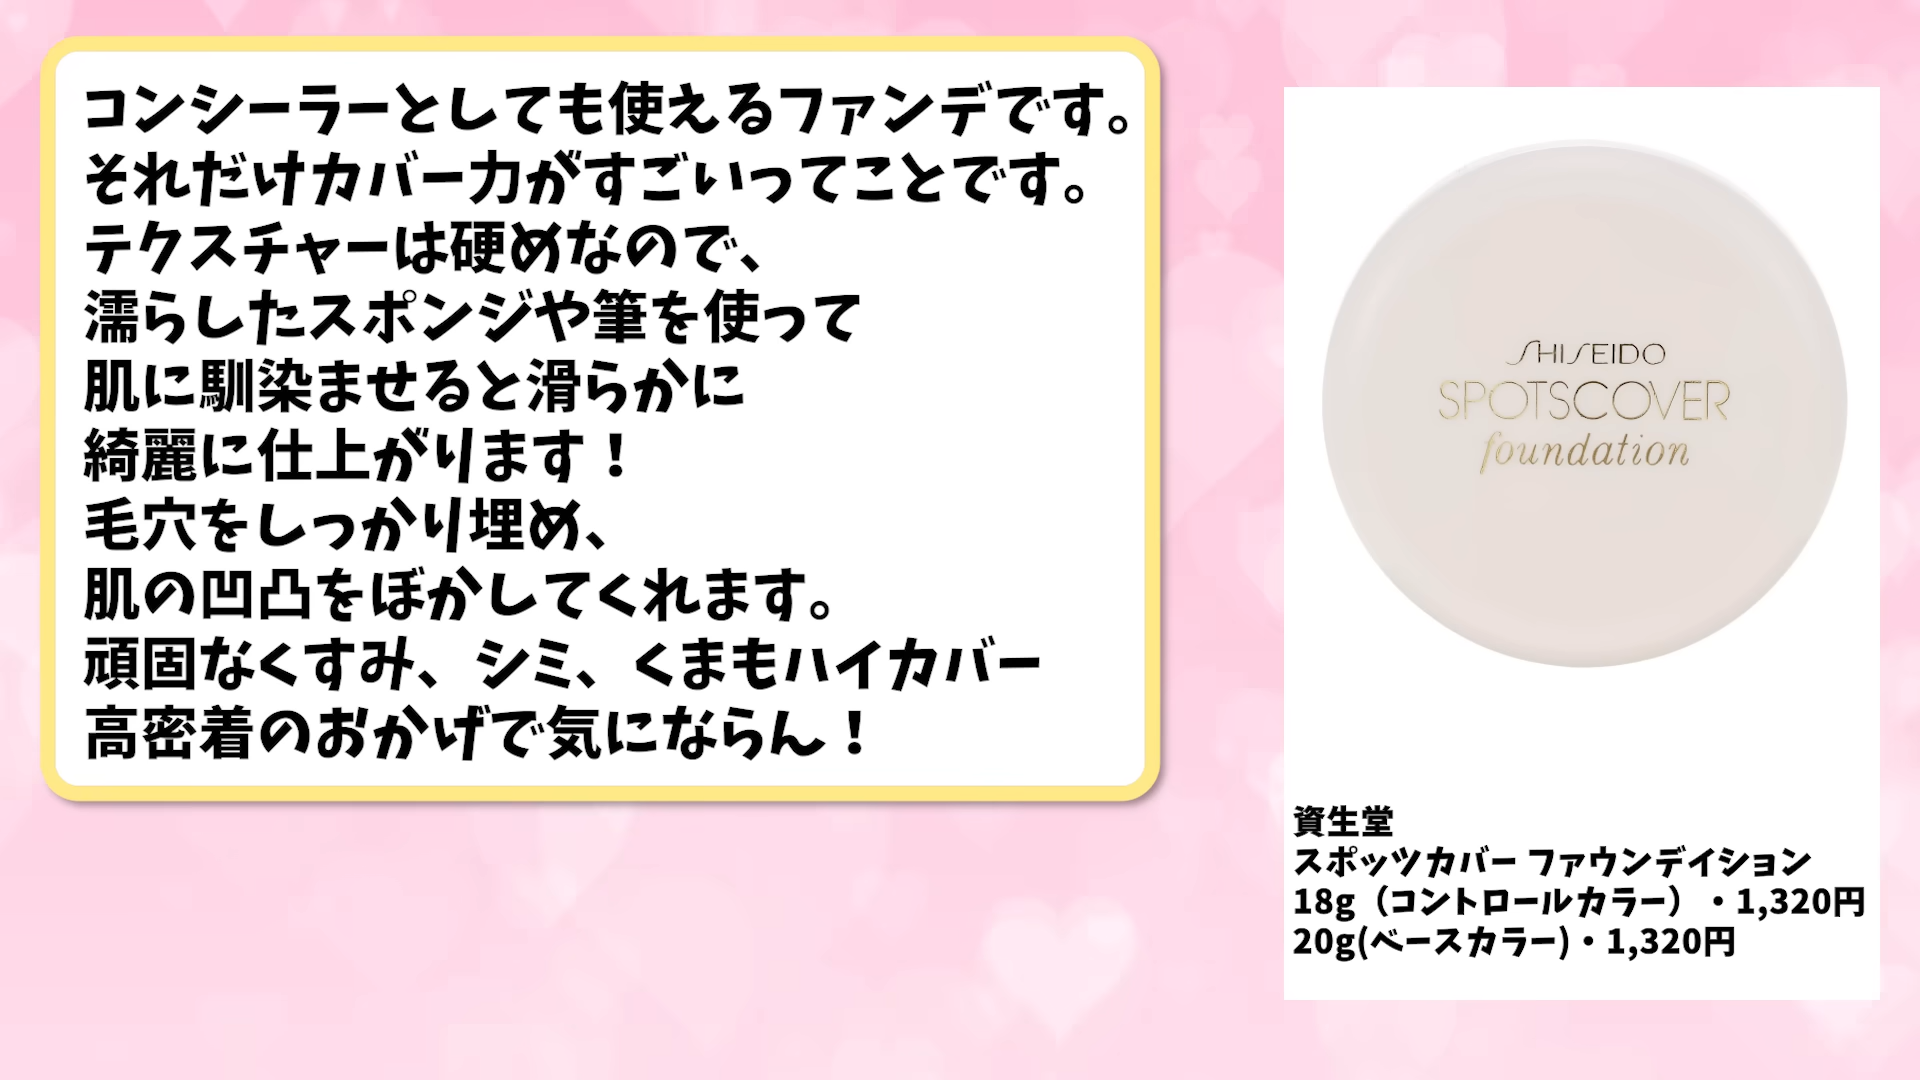 コンシーラーとしても使えるファンデです。
それだけカバー力がすごいってことです。
テクスチャーは硬めなので、
濡らしたスポンジや筆を使って
肌に馴染ませると滑らかに
綺麗に仕上がります！
毛穴をしっかり埋め、
肌の凹凸をぼかしてくれます。
頑固なくすみ、シミ、くまもハイカバー
高密着のおかげで気にならん！
SHISEIDO
SPOTSCOVER
foundation
資生堂
スポッツカバー ファウンデイション
18g（コントロールカラー）・1,320円
20g(ベースカラー)・1,320円